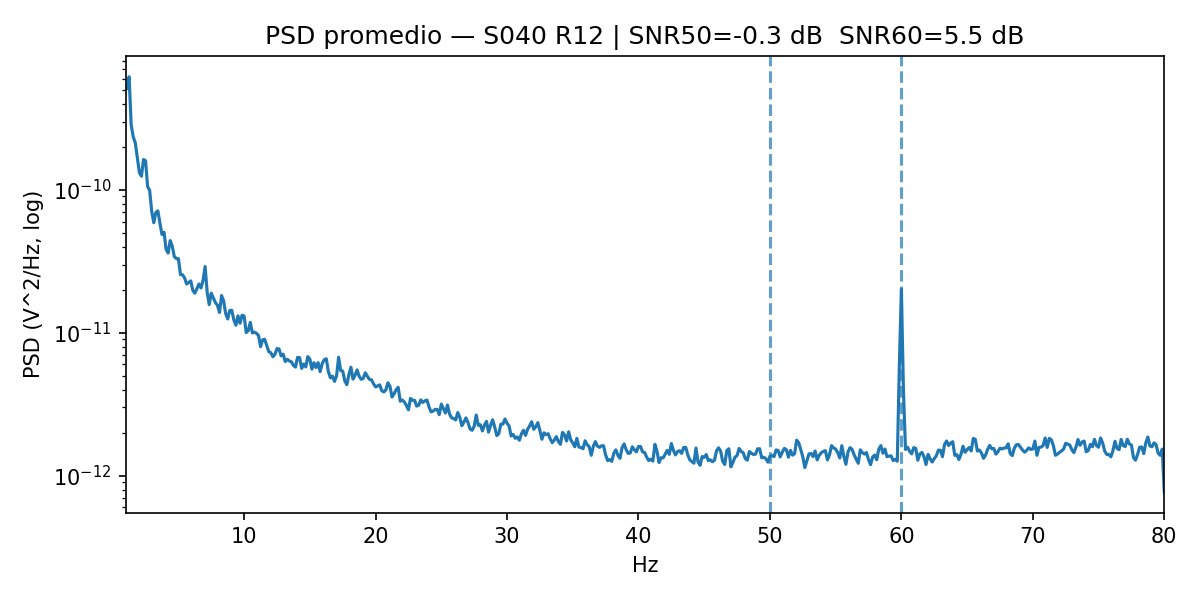 PSD promedio — S040 R12 | SNR50=-0.3 dB  SNR60=5.5 dB
PSD (V^2/Hz, log)
10⁻¹⁰
10⁻¹¹
10⁻¹²
10 20 30 40 50 60 70 80
Hz